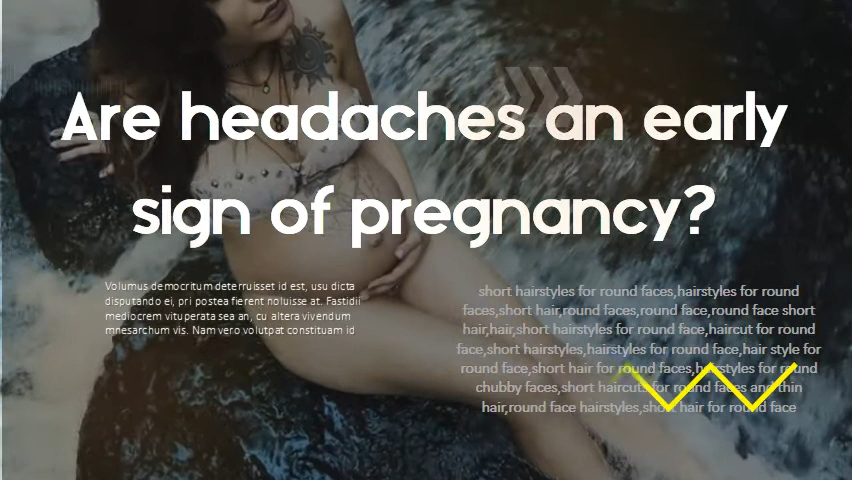 Are headaches an early
sign of pregnancy?
Volumus democritum deterruisset id est, usu dicta
disputando ei, pri postea fierent noluisse at. Fastidii
mediocrem vituperata sea an, cu altera vivendum
mnesarchum vis. Nam vero volutpat constituam id
short hairstyles for round faces,hairstyles for round
faces,short hair,round faces,round face,round face short
hair,hair,short hairstyles for round face,haircut for round
face,short hairstyles,hairstyles for round face,hair style for
round face,short hair for round faces,hairstyles for round
chubby faces,short haircuts for round faces and thin
hair,round face hairstyles,short hair for round face